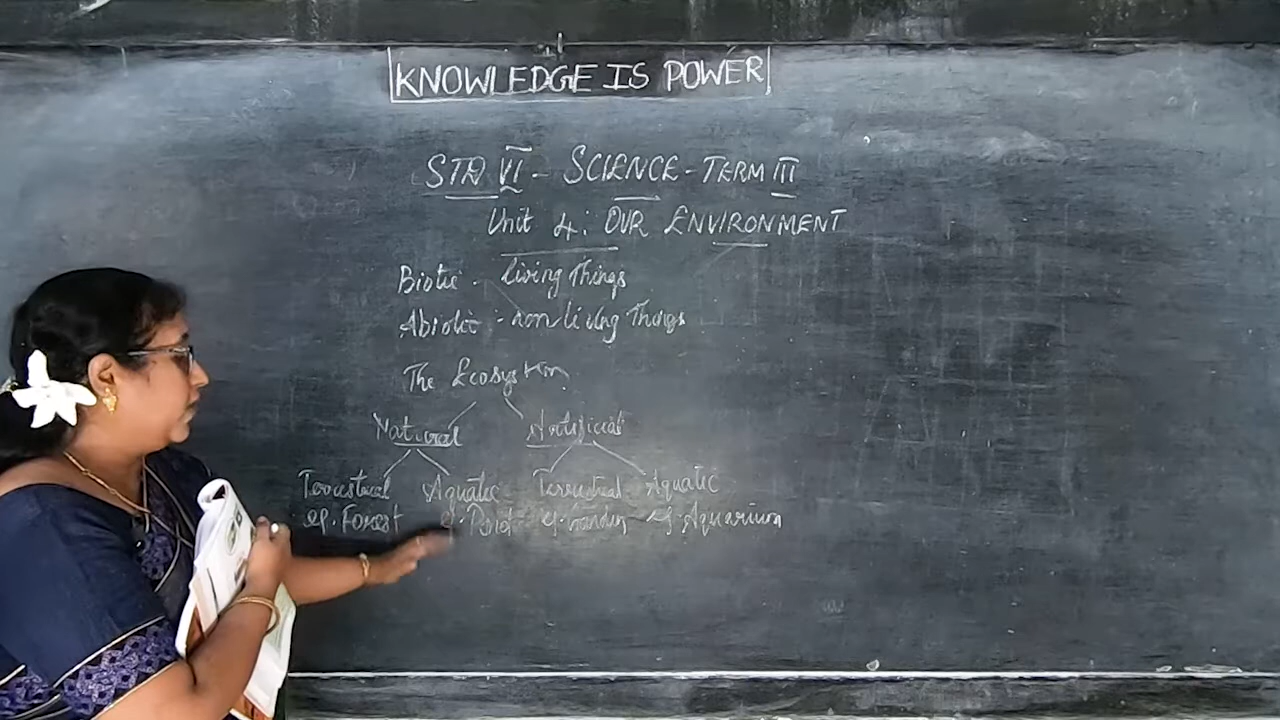 KNOWLEDGE IS POWER
STD VI - SCIENCE - TERM III
Unit 4: OUR ENVIRONMENT
Biotic - living Things
Abiotic - non living Things
The Ecosystem
Natural Artificial
Terrestrial Aquatic Terrestrial Aquatic
eg. Forest eg. Pond eg. Garden eg. Aquarium